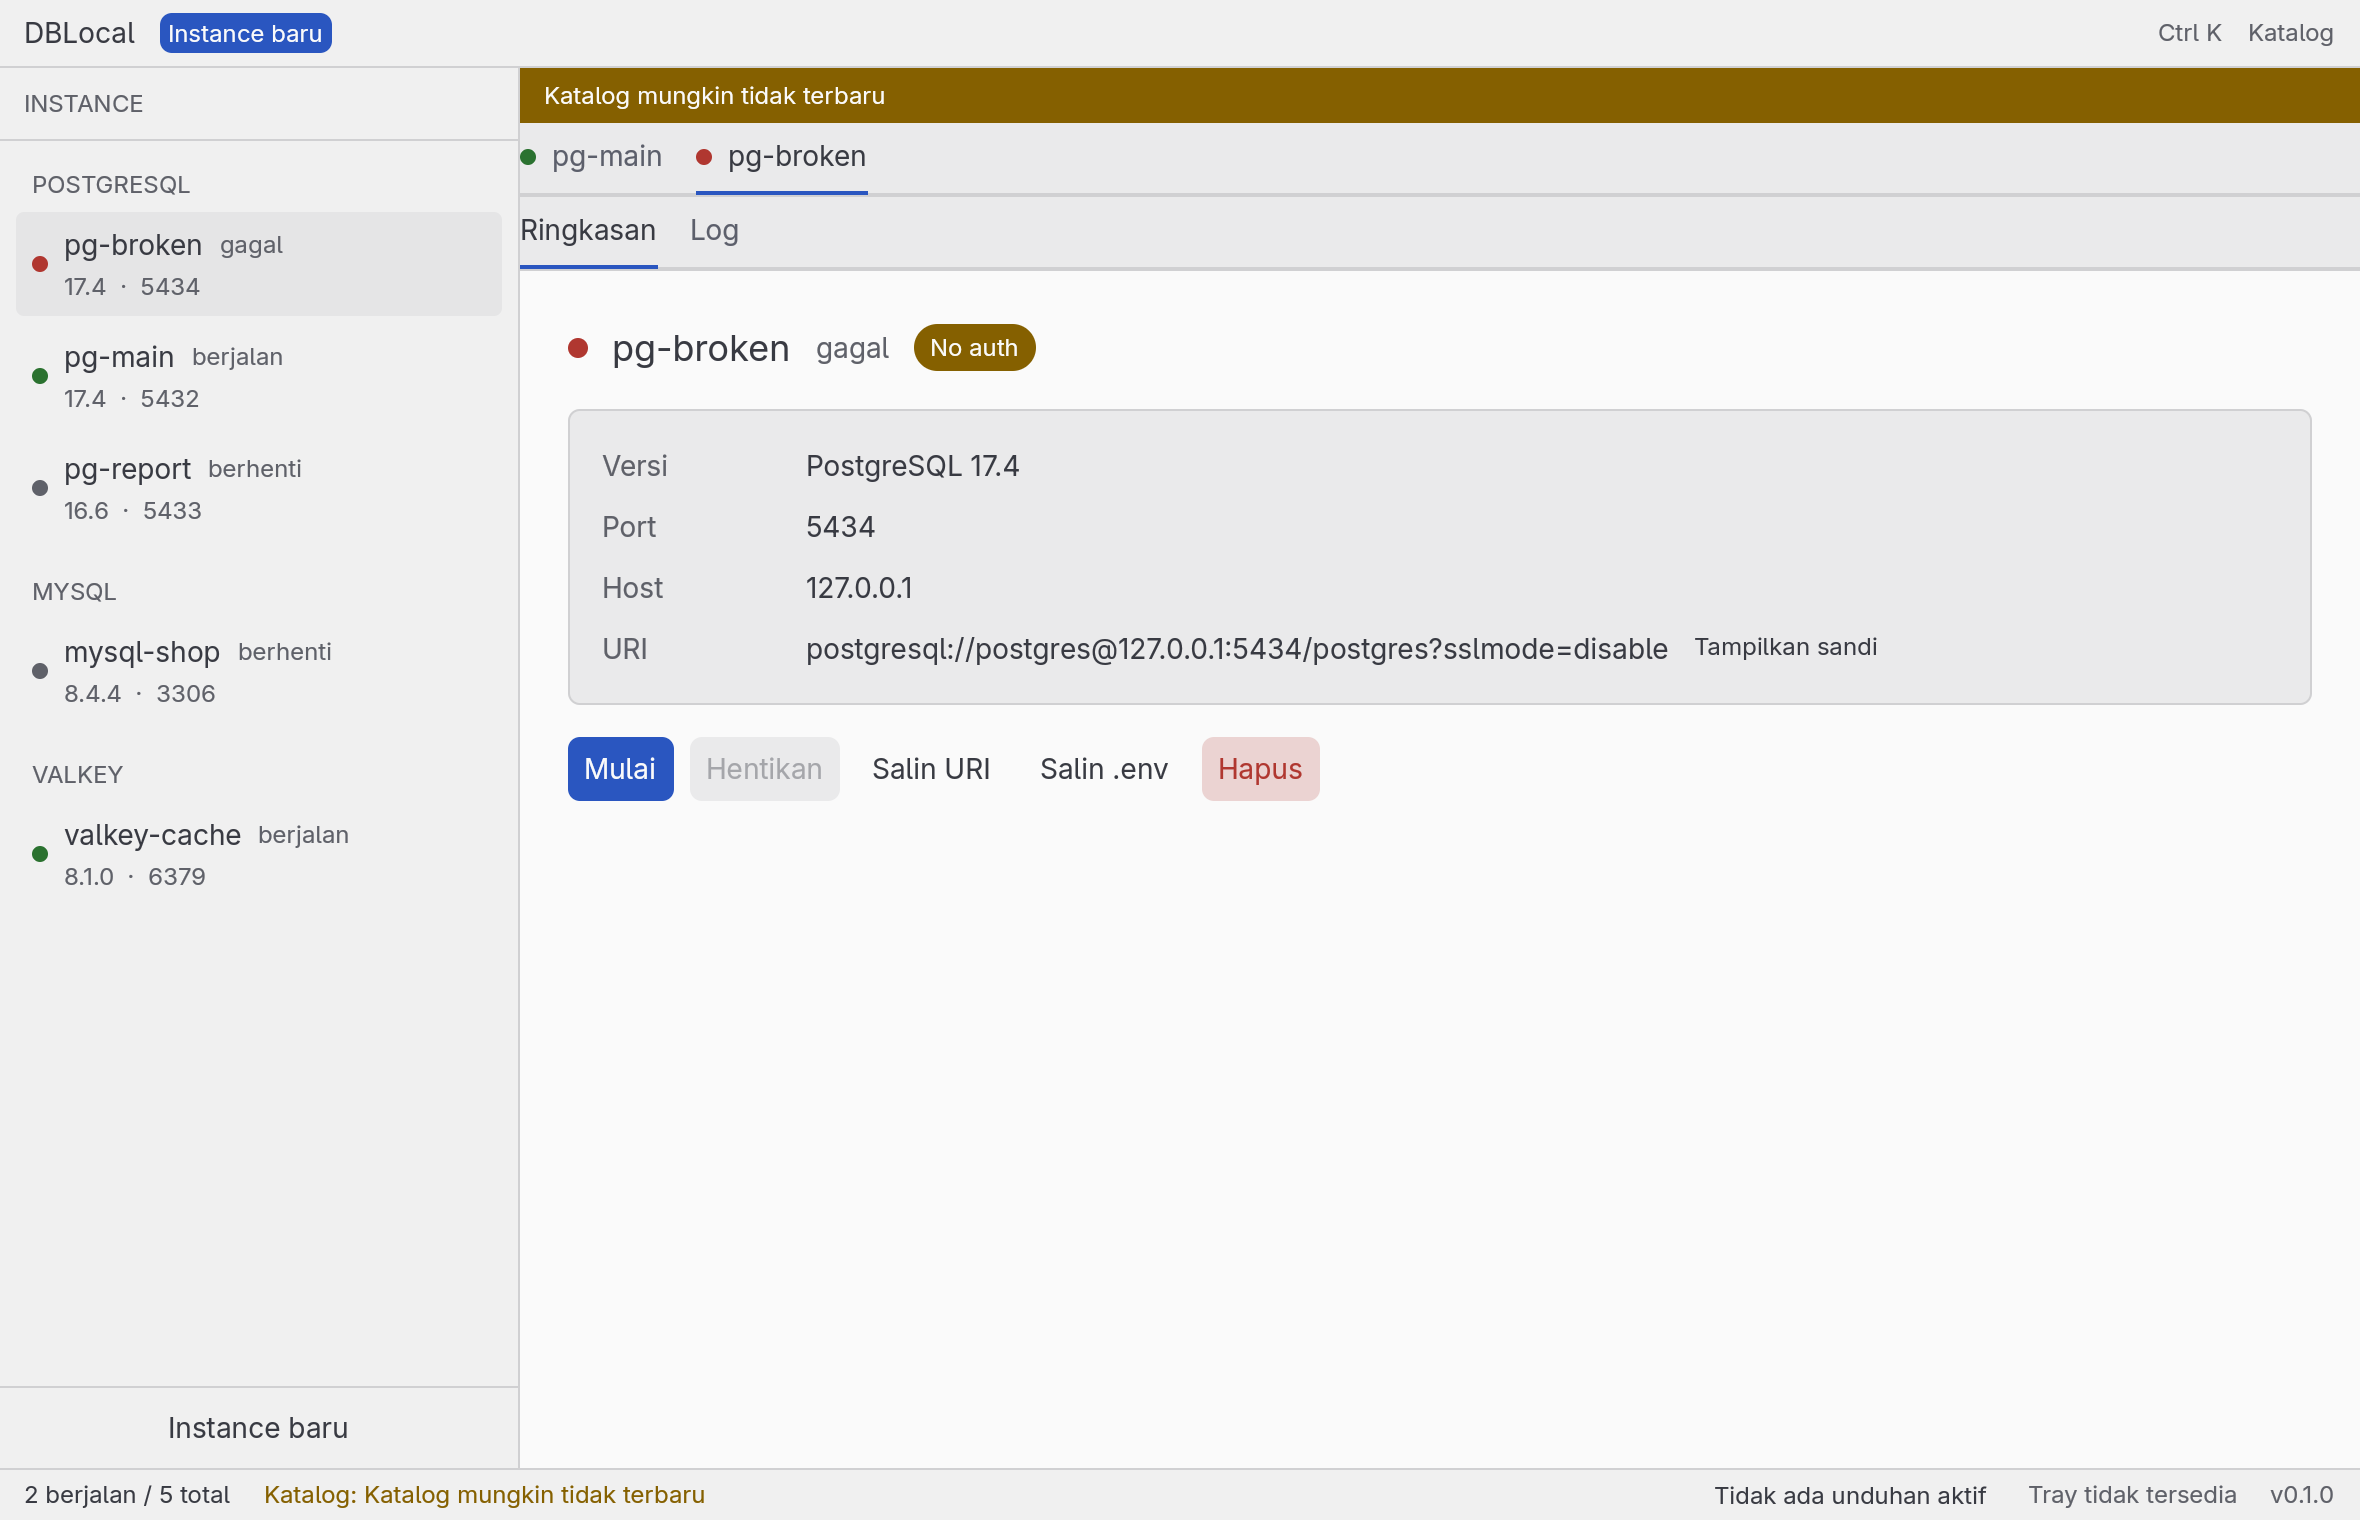 DBLocal Instance baru Ctrl K Katalog
INSTANCE
POSTGRESQL
pg-broken gagal
17.4 · 5434
pg-main berjalan
17.4 · 5432
pg-report berhenti
16.6 · 5433
MYSQL
mysql-shop berhenti
8.4.4 · 3306
VALKEY
valkey-cache berjalan
8.1.0 · 6379
Instance baru
Katalog mungkin tidak terbaru
pg-main pg-broken
Ringkasan Log
pg-broken gagal No auth
Versi PostgreSQL 17.4
Port 5434
Host 127.0.0.1
URI postgresql://postgres@127.0.0.1:5434/postgres?sslmode=disable Tampilkan sandi
Mulai Hentikan Salin URI Salin .env Hapus
2 berjalan / 5 total Katalog: Katalog mungkin tidak terbaru Tidak ada unduhan aktif Tray tidak tersedia v0.1.0